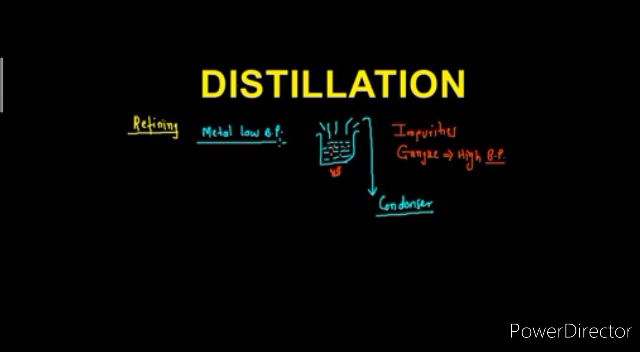 DISTILLATION
Refining
Metal low B.P.
Impurities
Gangue ⇒ High B.P.
Condenser
PowerDirector